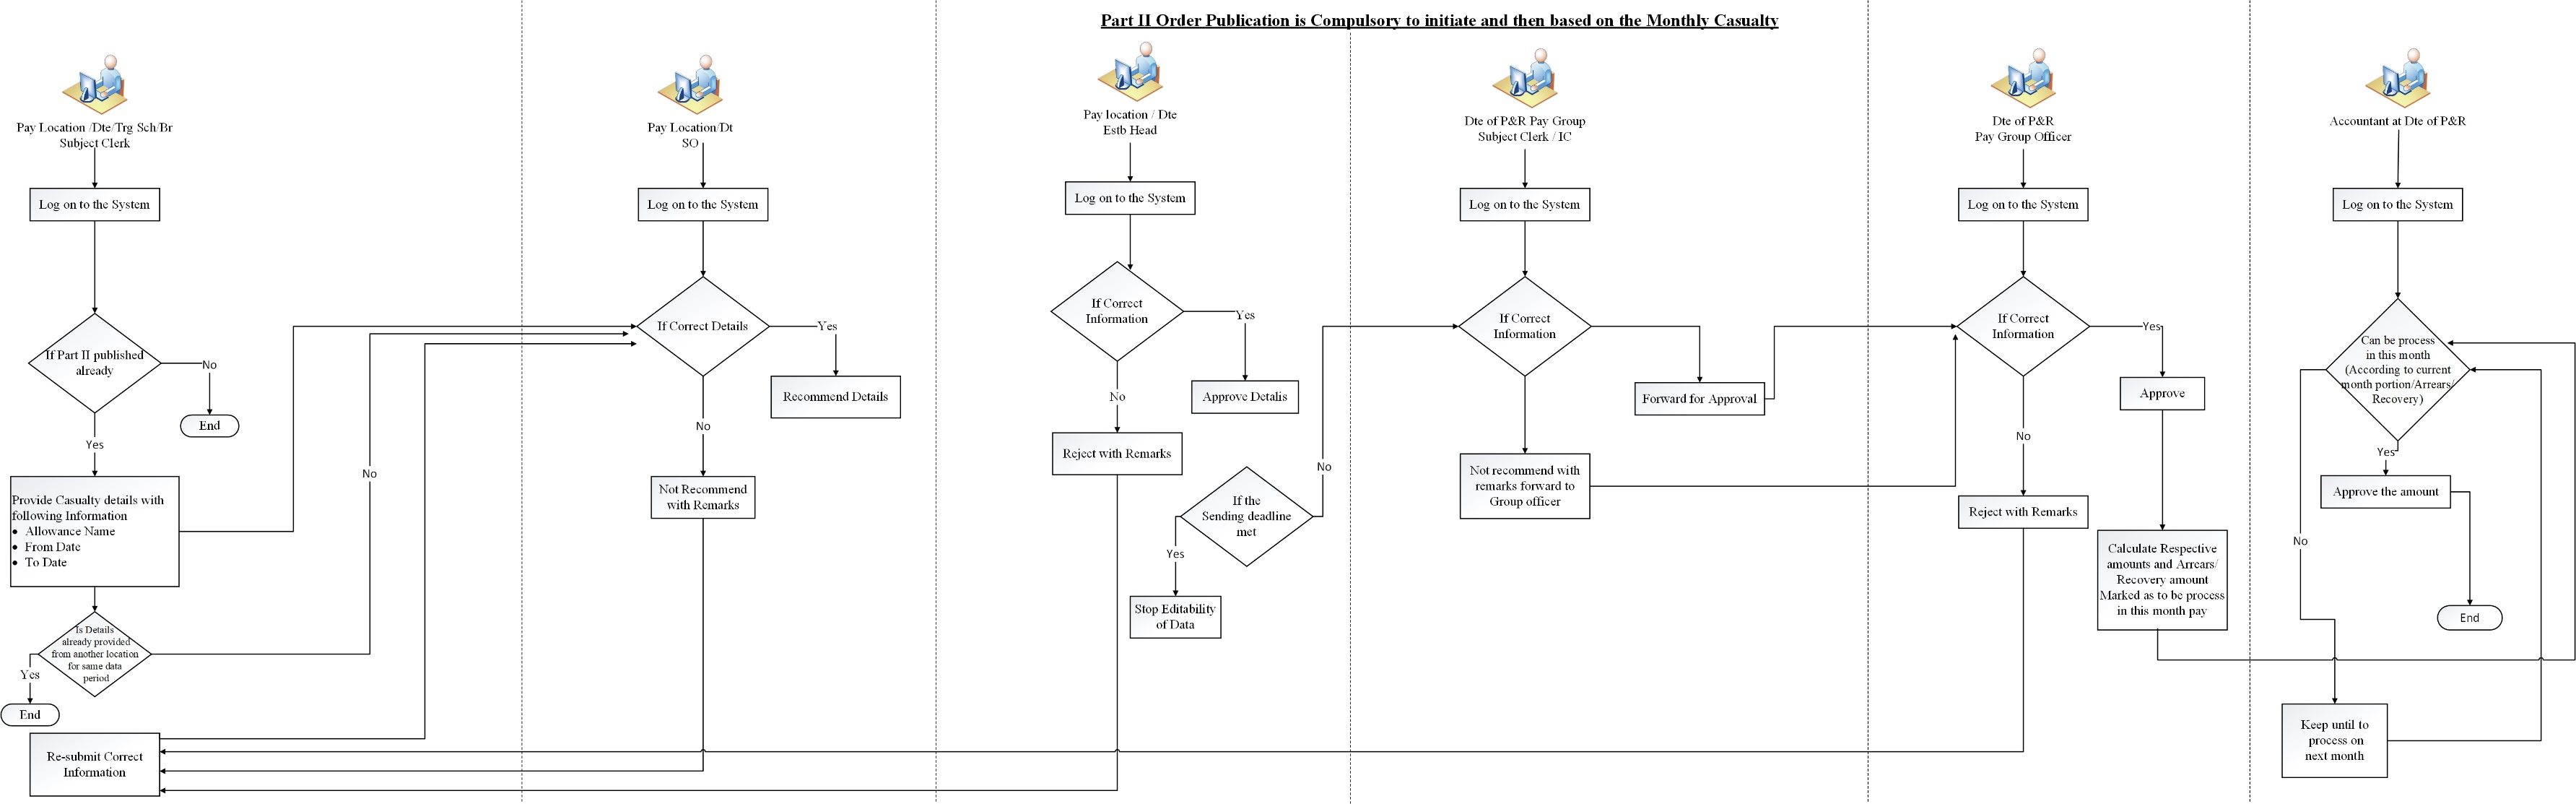 Part II Order Publication is Compulsory to initiate and then based on the Monthly Casualty
Pay Location /Dte/Trg Sch/Br
Subject Clerk
Log on to the System
If Part II published
already
No
End
Yes
Provide Casualty details with
following Information
• Allowance Name
• From Date
• To Date
Is Details
already provided
from another location
for same data
period
Yes
End
No
Re-submit Correct
Information
Pay Location/Dt
SO
Log on to the System
If Correct Details
Yes
Recommend Details
No
Not Recommend
with Remarks
Pay location / Dte
Estb Head
Log on to the System
If Correct
Information
Yes
Approve Detalis
No
Reject with Remarks
If the
Sending deadline
met
No
Yes
Stop Editability
of Data
Dte of P&R Pay Group
Subject Clerk / IC
Log on to the System
If Correct
Information
Forward for Approval
Not recommend with
remarks forward to
Group officer
Dte of P&R
Pay Group Officer
Log on to the System
If Correct
Information
Yes
Approve
No
Reject with Remarks
Calculate Respective
amounts and Arrears/
Recovery amount
Marked as to be process
in this month pay
Accountant at Dte of P&R
Log on to the System
Can be process
in this month
(According to current
month portion/Arrears/
Recovery)
Yes
Approve the amount
No
End
Keep until to
process on
next month